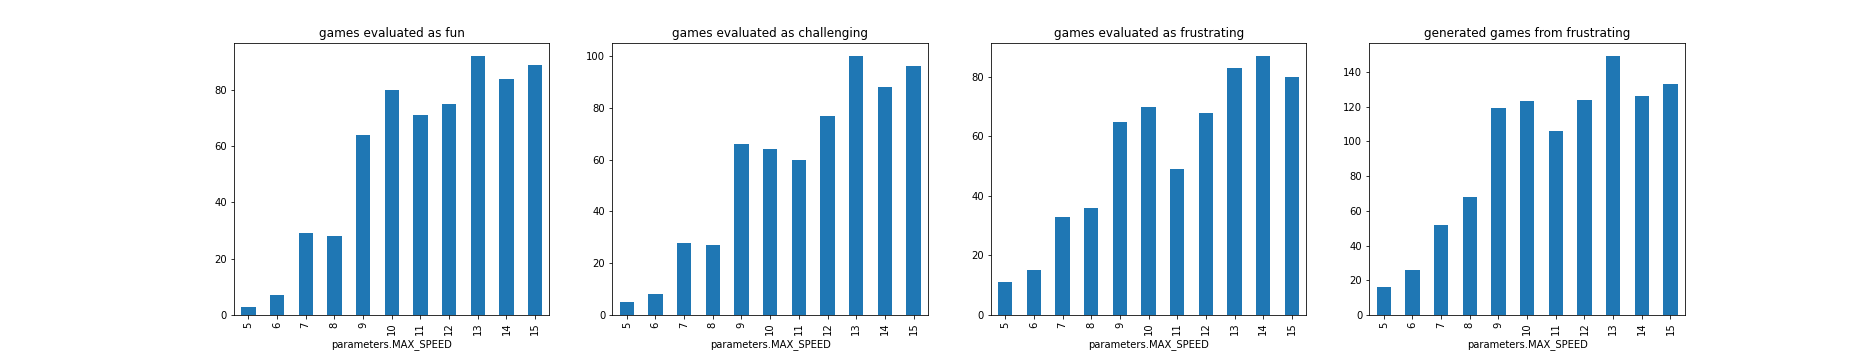 games evaluated as fun
80
60
40
20
0
5 6 7 8 9 10 11 12 13 14 15
parameters.MAX_SPEED
games evaluated as challenging
100
80
60
40
20
0
5 6 7 8 9 10 11 12 13 14 15
parameters.MAX_SPEED
games evaluated as frustrating
80
60
40
20
0
5 6 7 8 9 10 11 12 13 14 15
parameters.MAX_SPEED
generated games from frustrating
140
120
100
80
60
40
20
0
5 6 7 8 9 10 11 12 13 14 15
parameters.MAX_SPEED